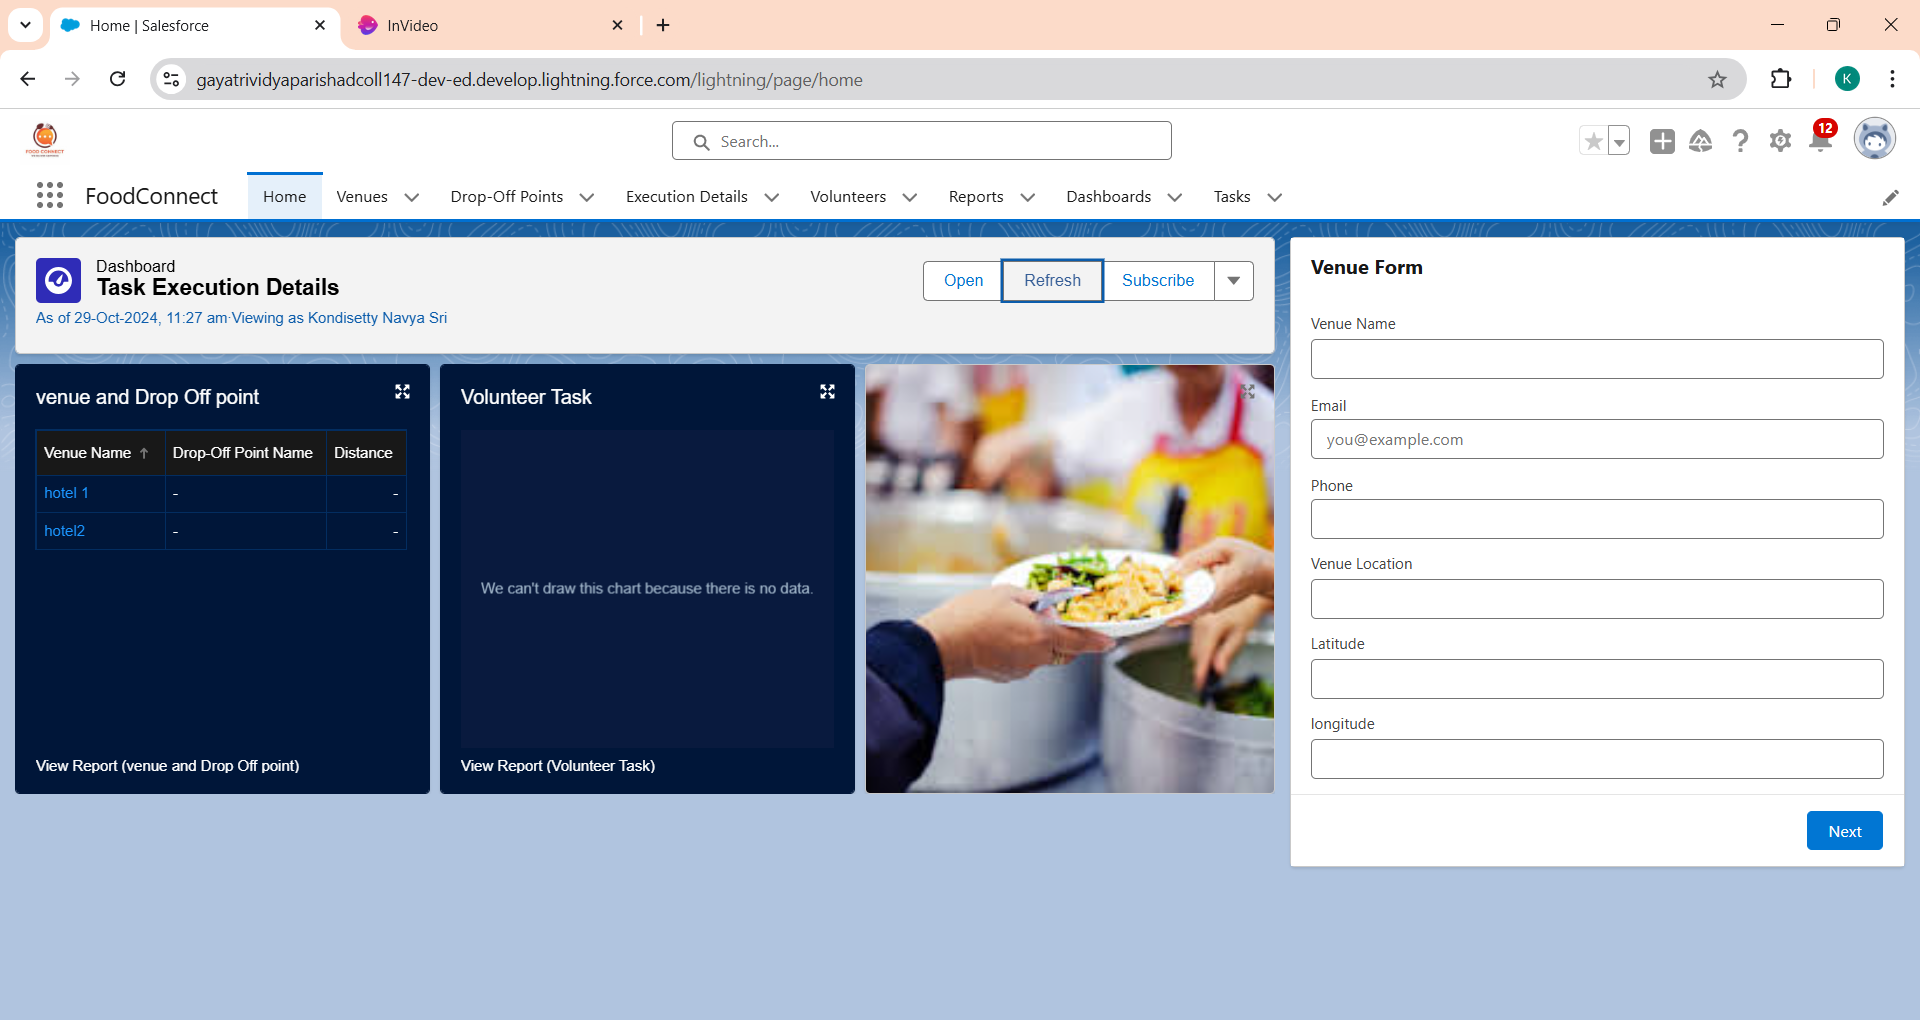 Home | Salesforce
InVideo
gayatrividyaparishadcoll147-dev-ed.develop.lightning.force.com/lightning/page/home
K
FOOD CONNECT
Search...
12
FoodConnect
Home
Venues
Drop-Off Points
Execution Details
Volunteers
Reports
Dashboards
Tasks
Dashboard
Task Execution Details
As of 29-Oct-2024, 11:27 am·Viewing as Kondisetty Navya Sri
Open
Refresh
Subscribe
venue and Drop Off point
Venue Name ↑ Drop-Off Point Name Distance
hotel 1 - -
hotel2 - -
View Report (venue and Drop Off point)
Volunteer Task
We can't draw this chart because there is no data.
View Report (Volunteer Task)
Venue Form
Venue Name
Email
you@example.com
Phone
Venue Location
Latitude
longitude
Next